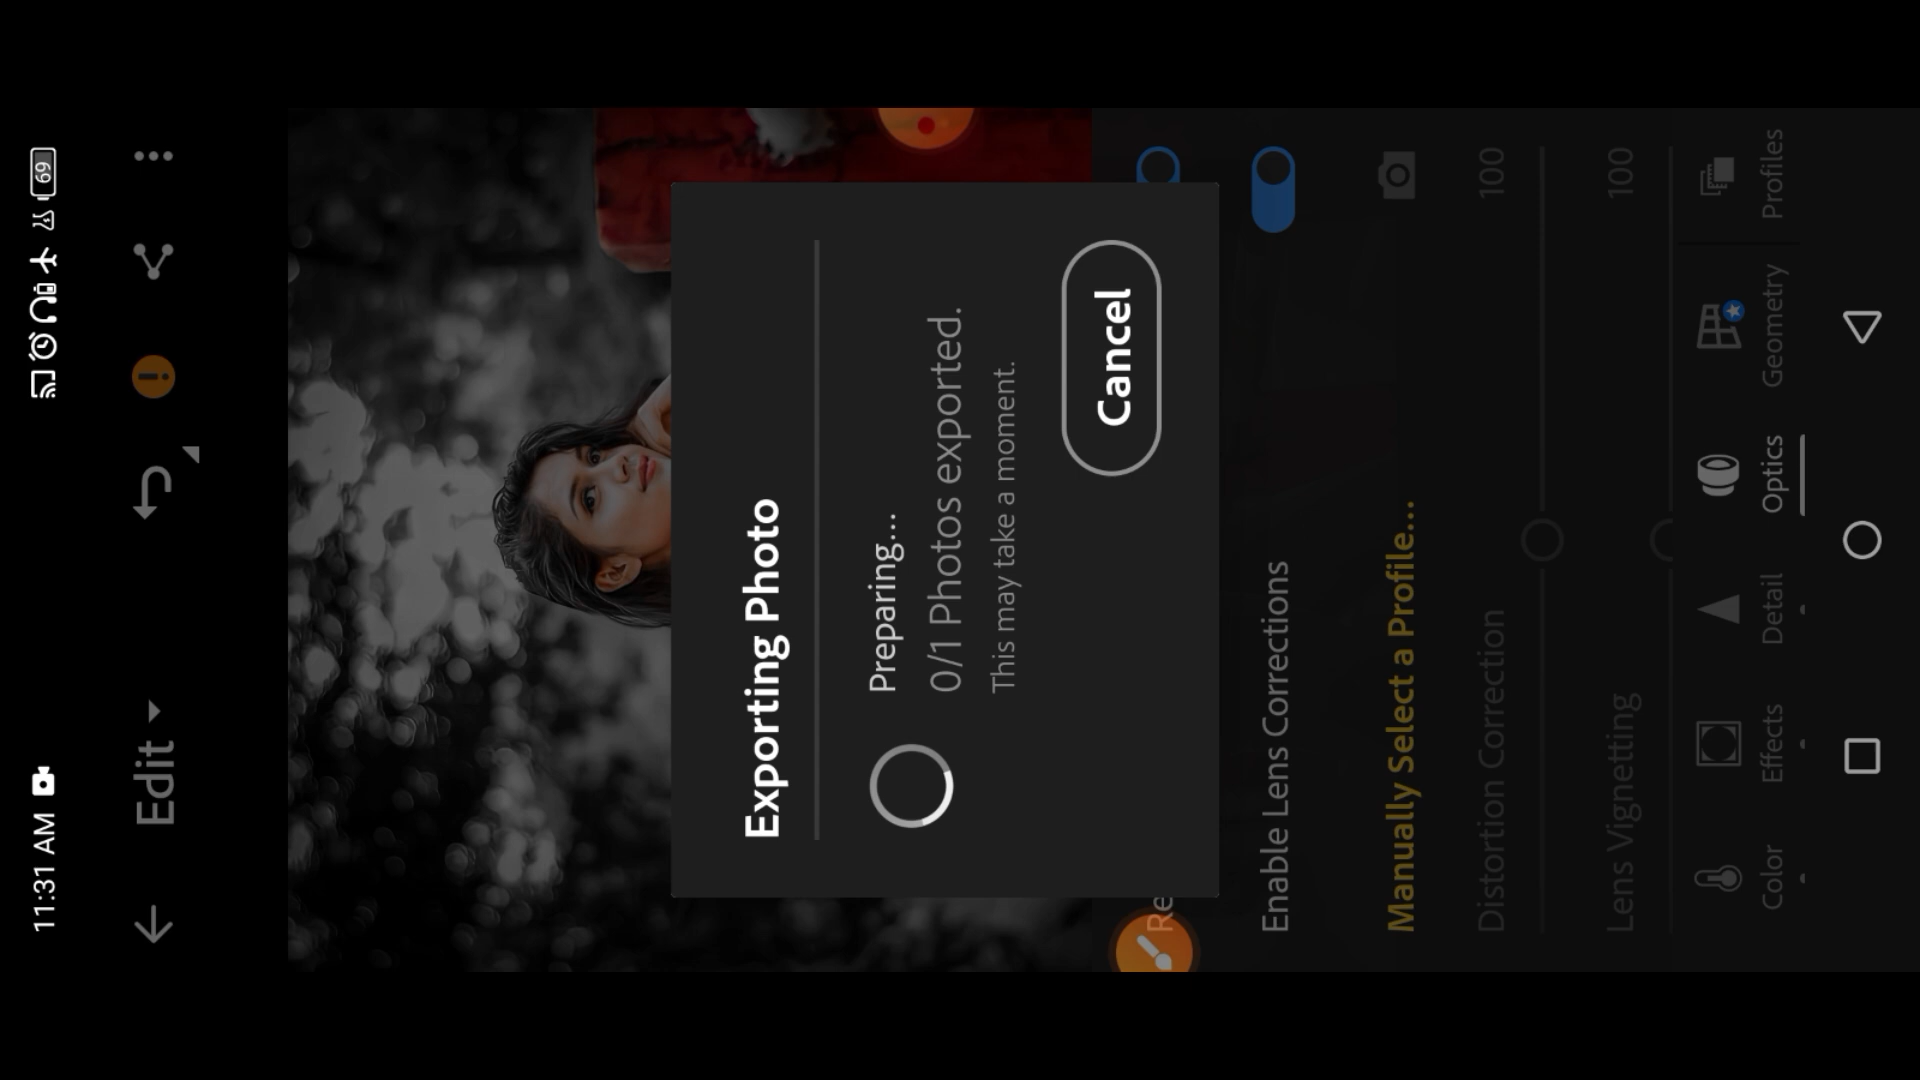 11:31 AM
69
Edit
Exporting Photo
Preparing...
0/1 Photos exported.
This may take a moment.
Cancel
Re
Enable Lens Corrections
Manually Select a Profile...
Distortion Correction
100
Lens Vignetting
100
Color
Effects
Detail
Optics
Geometry
Profiles